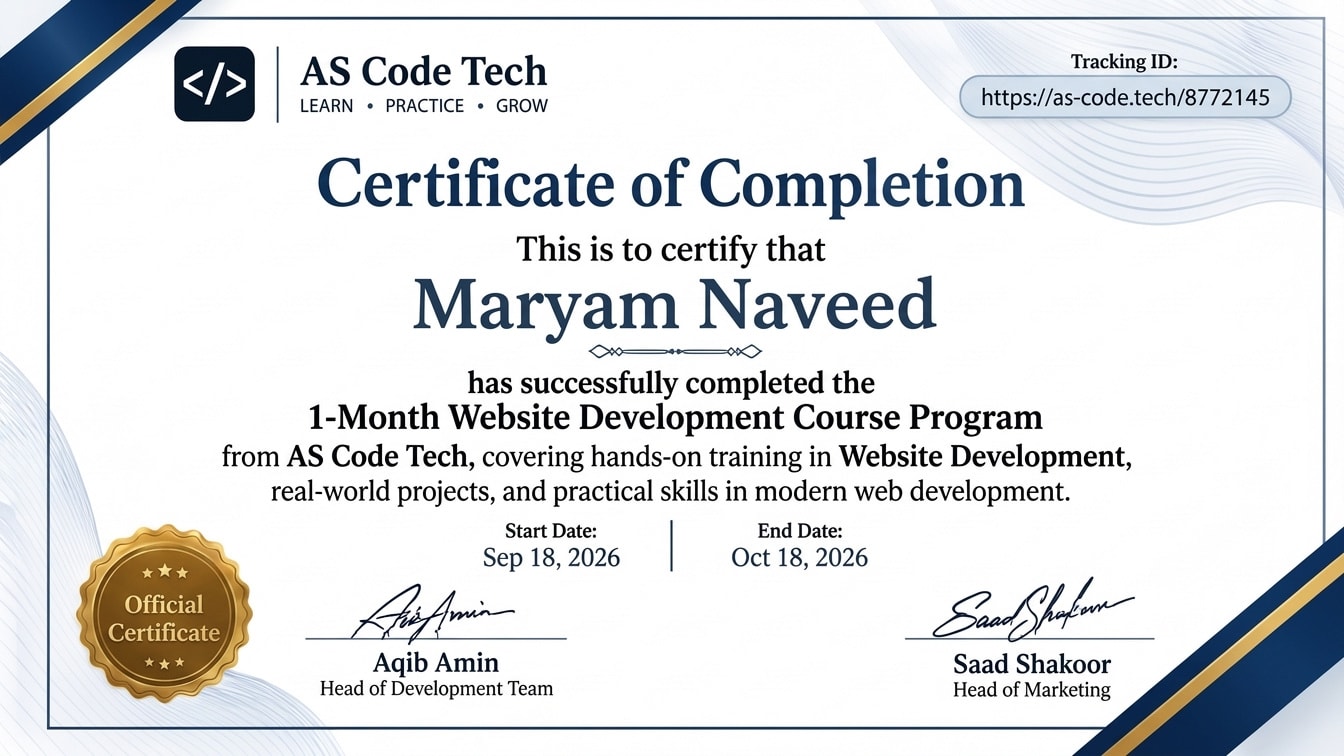 </>
AS Code Tech
LEARN • PRACTICE • GROW
Tracking ID:
https://as-code.tech/8772145
Certificate of Completion
This is to certify that
Maryam Naveed
has successfully completed the
1-Month Website Development Course Program
from AS Code Tech, covering hands-on training in Website Development,
real-world projects, and practical skills in modern web development.
Start Date:
Sep 18, 2026
End Date:
Oct 18, 2026
Official
Certificate
Aqib Amin
Aqib Amin
Head of Development Team
Saad Shakoor
Saad Shakoor
Head of Marketing